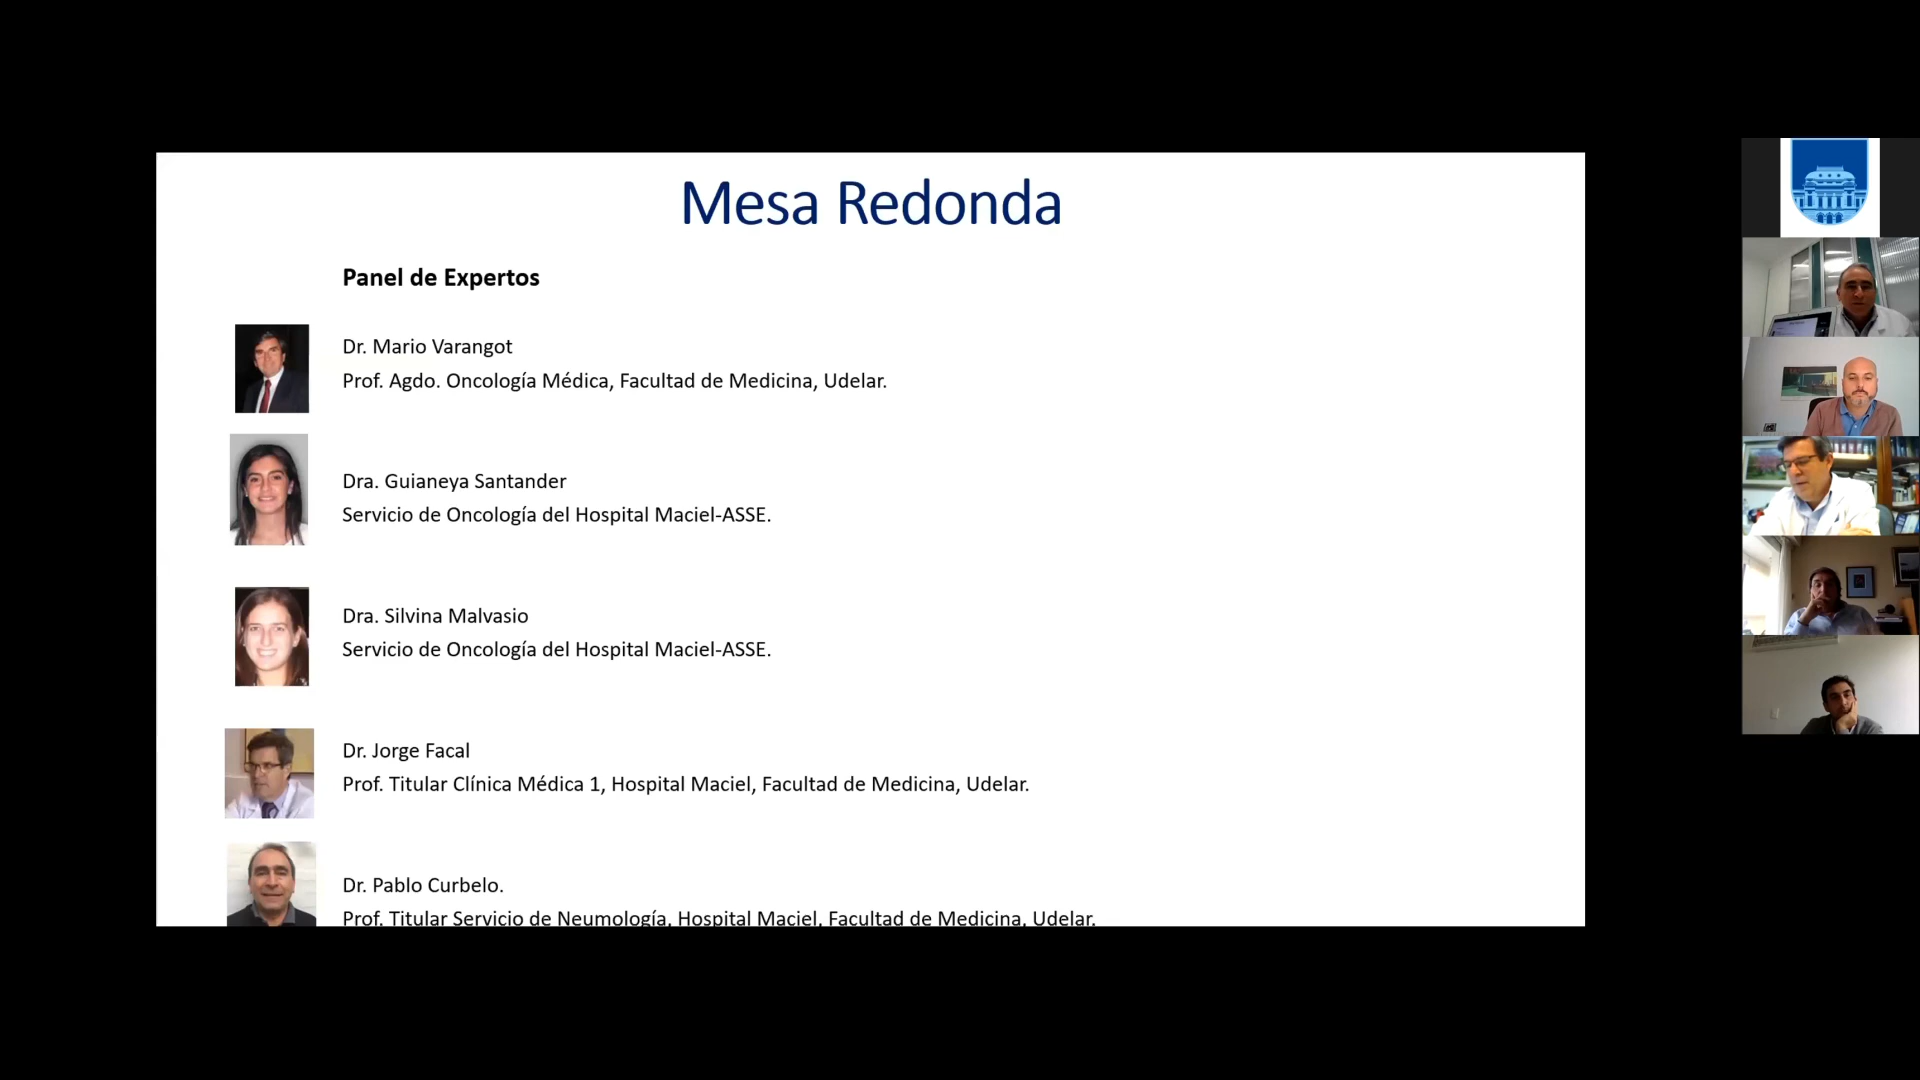 Mesa Redonda
Panel de Expertos
Dr. Mario Varangot
Prof. Agdo. Oncología Médica, Facultad de Medicina, Udelar.
Dra. Guianeya Santander
Servicio de Oncología del Hospital Maciel-ASSE.
Dra. Silvina Malvasio
Servicio de Oncología del Hospital Maciel-ASSE.
Dr. Jorge Facal
Prof. Titular Clínica Médica 1, Hospital Maciel, Facultad de Medicina, Udelar.
Dr. Pablo Curbelo.
Prof. Titular Servicio de Neumología, Hospital Maciel, Facultad de Medicina, Udelar.